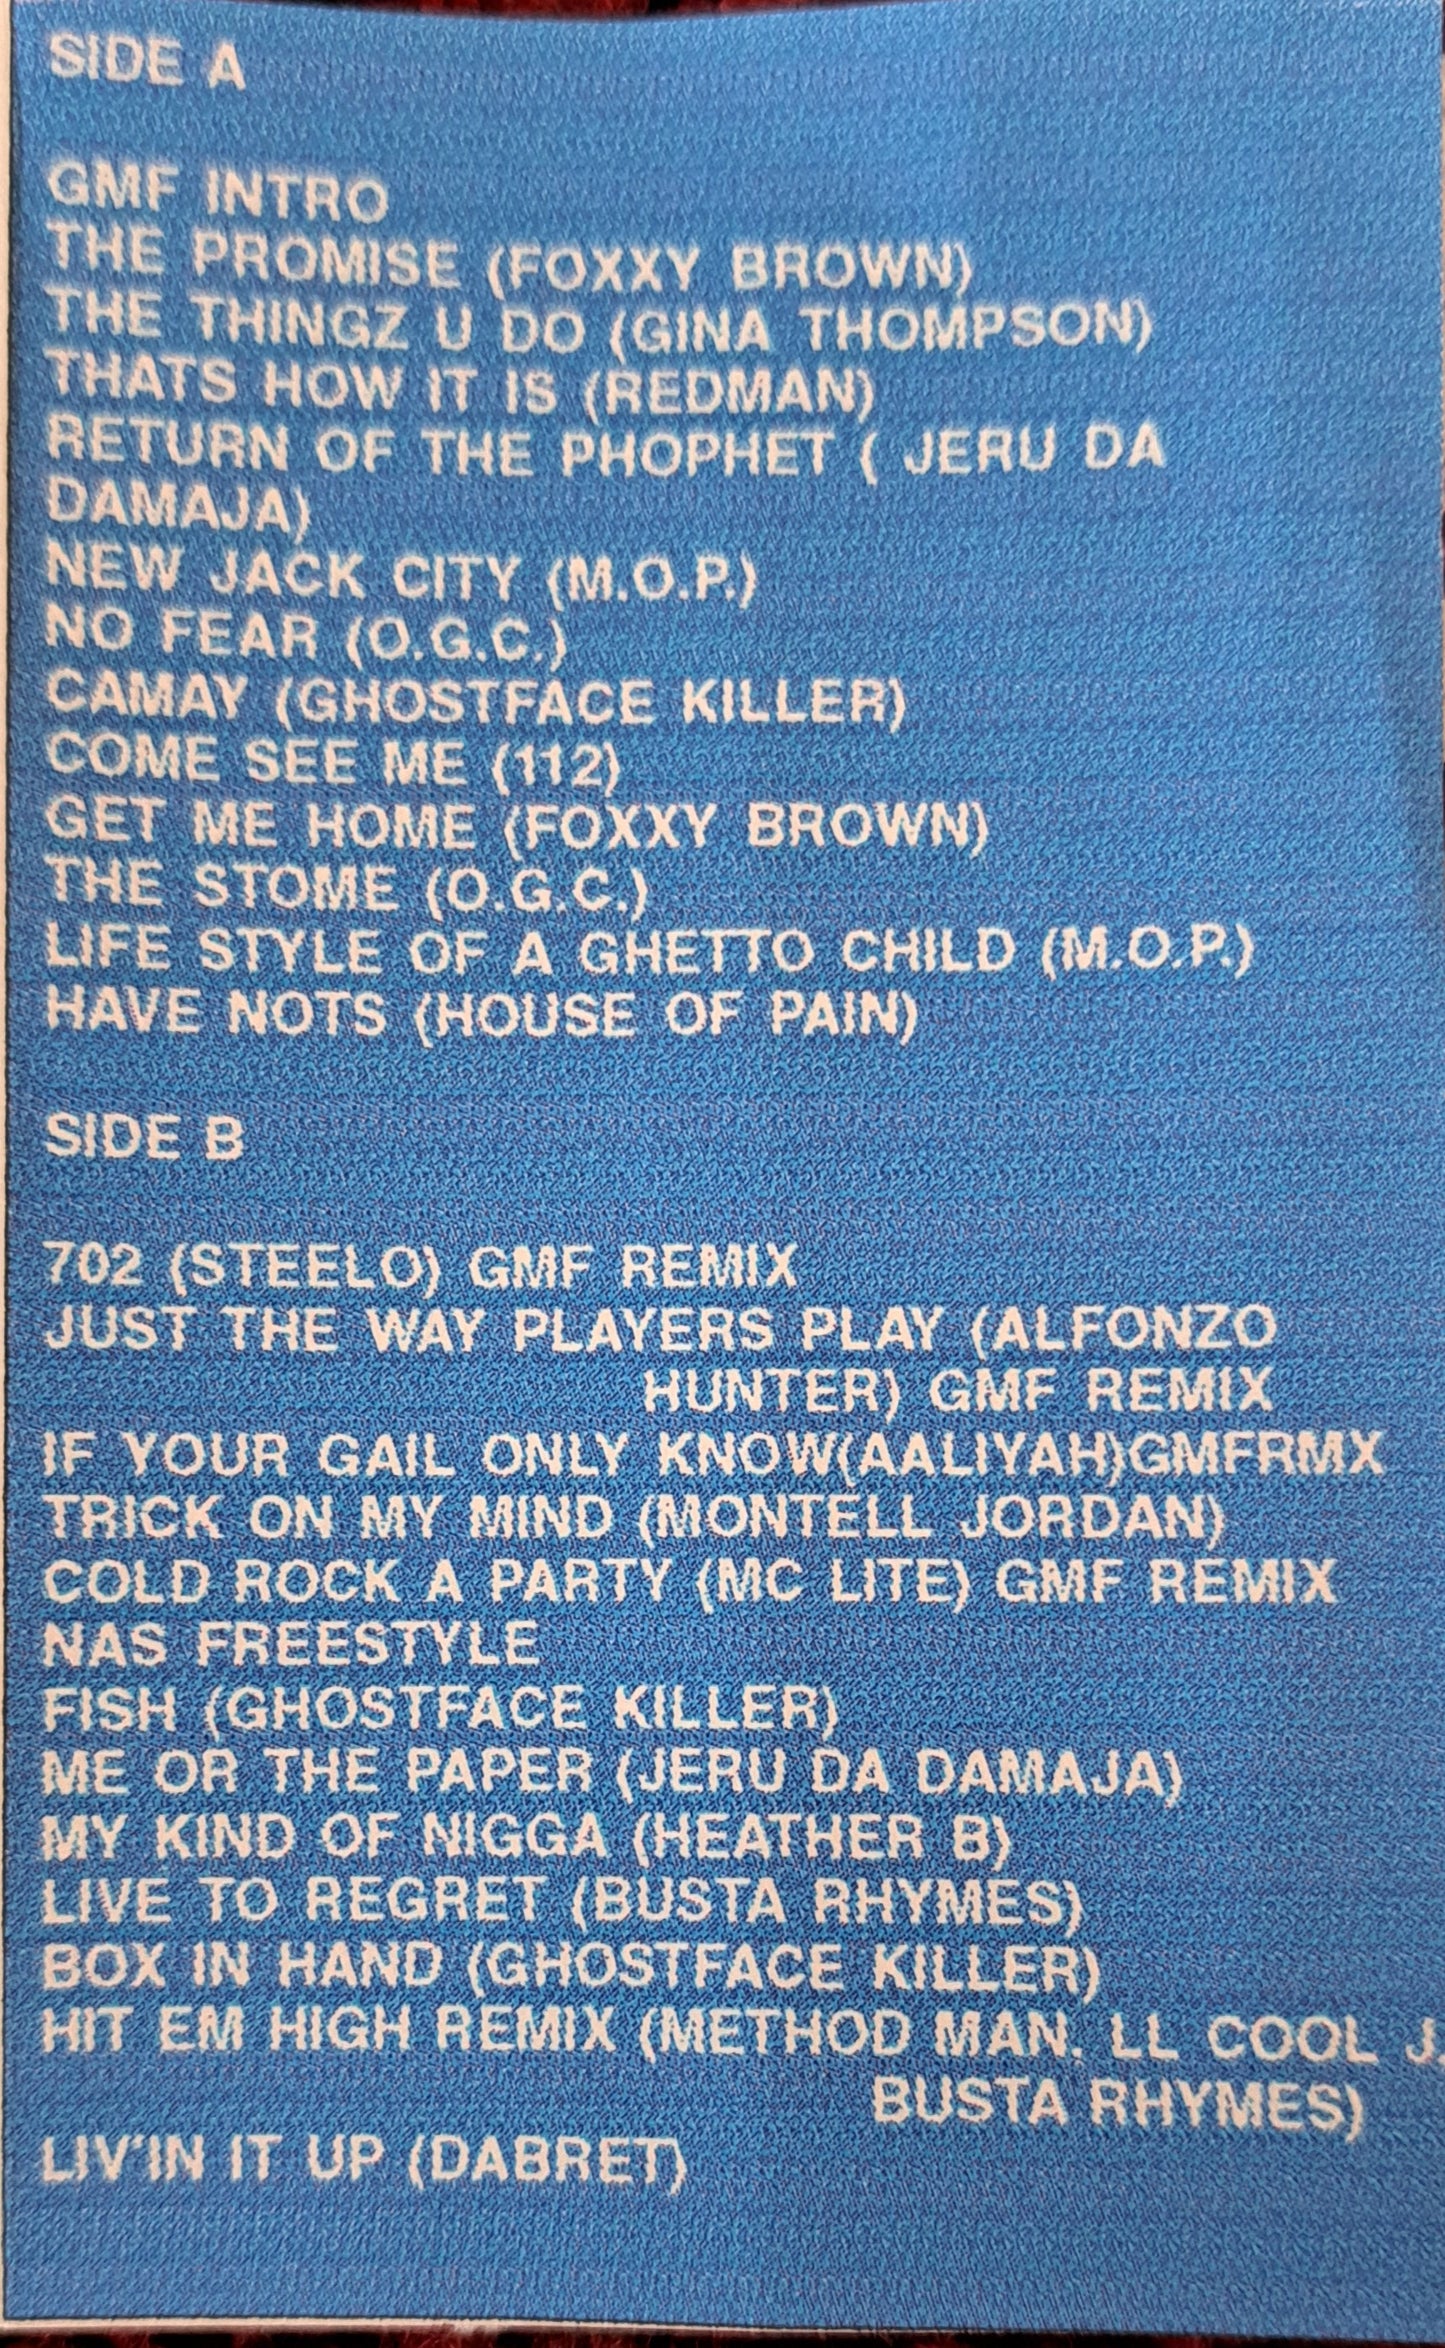 SIDE A
GMF INTRO
THE PROMISE (FOXXY BROWN)
THE THINGZ U DO (GINA THOMPSON)
THATS HOW IT IS (REDMAN)
RETURN OF THE PHOPHET ( JERU DA
DAMAJA)
NEW JACK CITY (M.O.P.)
NO FEAR (O.G.C.)
CAMAY (GHOSTFACE KILLER)
COME SEE ME (112)
GET ME HOME (FOXXY BROWN)
THE STOME (O.G.C.)
LIFE STYLE OF A GHETTO CHILD (M.O.P.)
HAVE NOTS (HOUSE OF PAIN)
SIDE B
702 (STEELO) GMF REMIX
JUST THE WAY PLAYERS PLAY (ALFONZO
HUNTER) GMF REMIX
IF YOUR GAIL ONLY KNOW(AALIYAH)GMFRMX
TRICK ON MY MIND (MONTELL JORDAN)
COLD ROCK A PARTY (MC LITE) GMF REMIX
NAS FREESTYLE
FISH (GHOSTFACE KILLER)
ME OR THE PAPER (JERU DA DAMAJA)
MY KIND OF NIGGA (HEATHER B)
LIVE TO REGRET (BUSTA RHYMES)
BOX IN HAND (GHOSTFACE KILLER)
HIT EM HIGH REMIX (METHOD MAN. LL COOL J.
BUSTA RHYMES)
LIV'IN IT UP (DABRET)